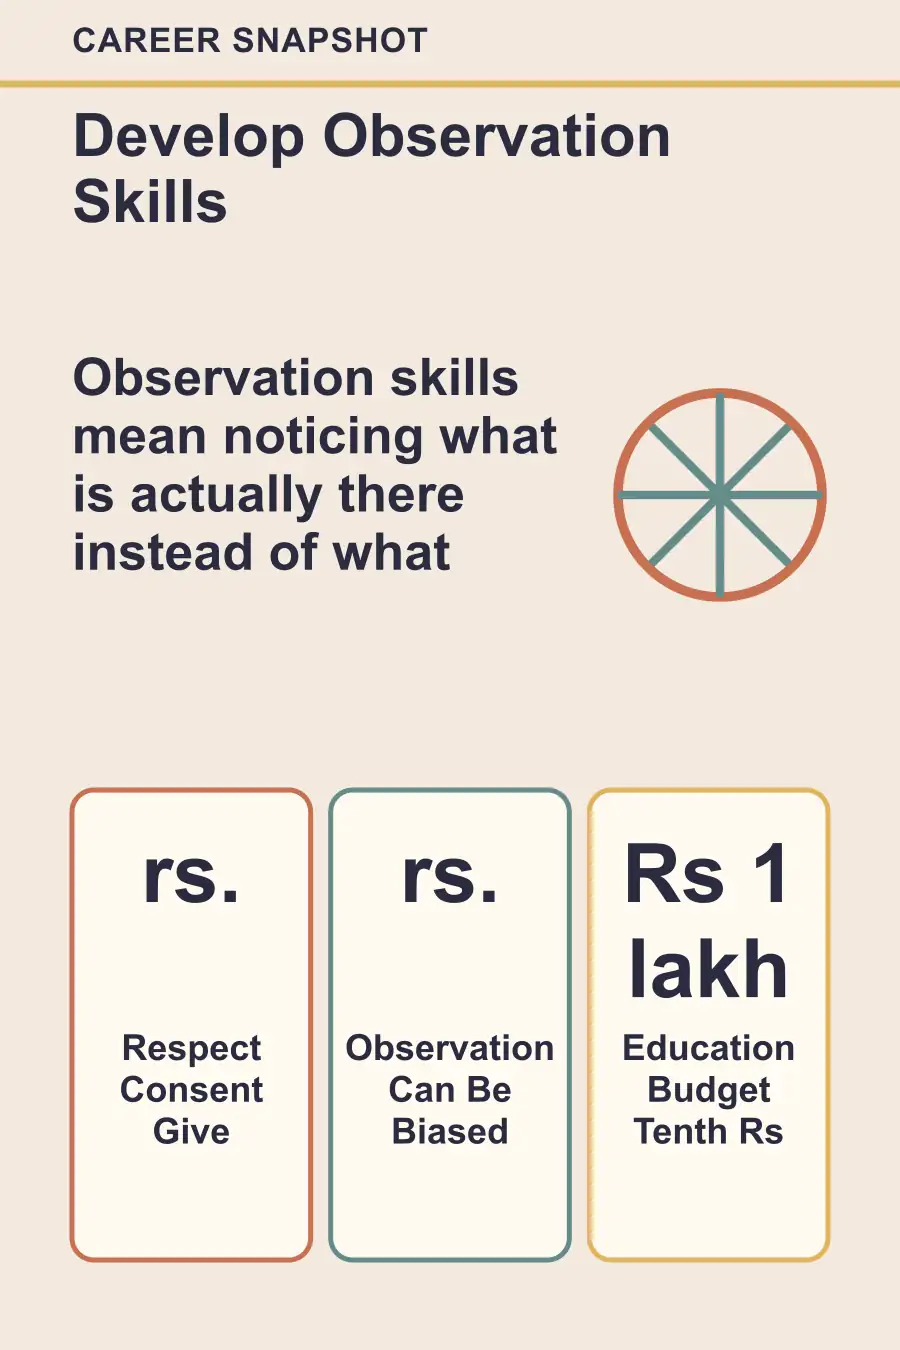 CAREER SNAPSHOT
Develop Observation
Skills
Observation skills
mean noticing what
is actually there
instead of what
rs.
Respect
Consent
Give
rs.
Observation
Can Be
Biased
Rs 1
lakh
Education
Budget
Tenth Rs